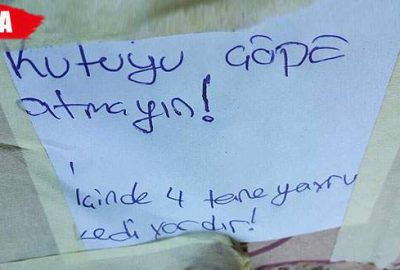 A
Kutuyu ÇÖPE
atmayın!
İçinde 4 tane yavru
kedi vardır!